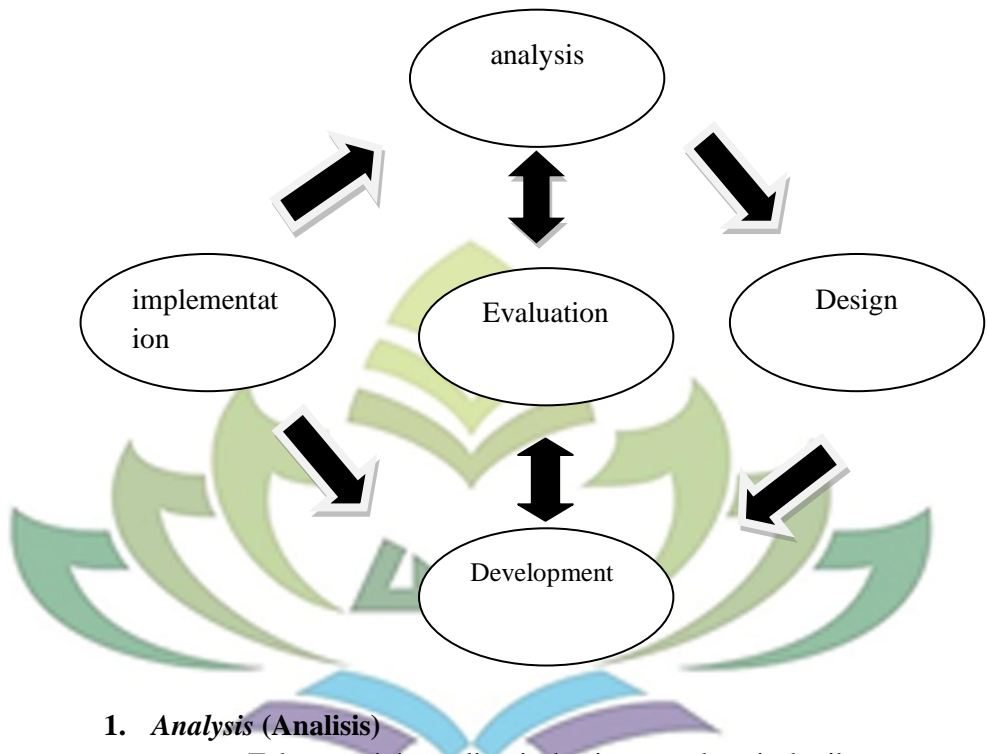 analysis
implementat
ion
Evaluation
Design
Development
1. Analysis (Analisis)